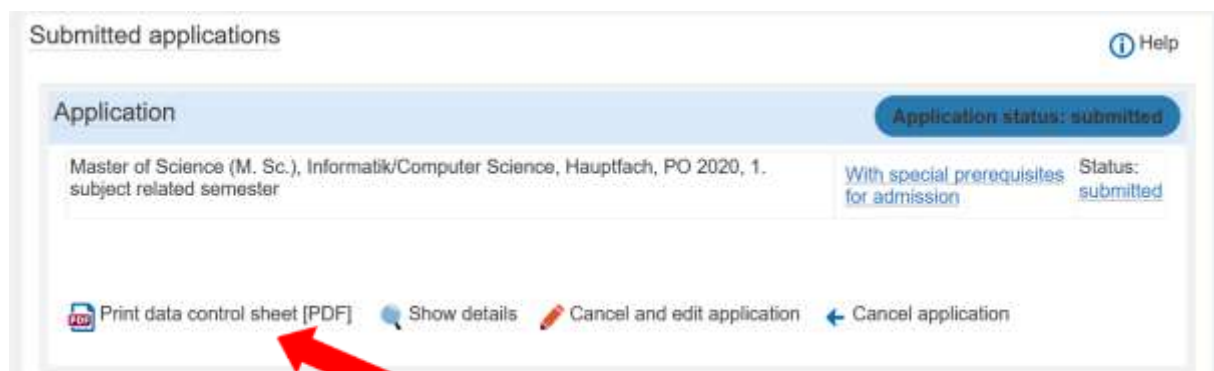 Submitted applications
Help
Application
Application status: submitted
Master of Science (M. Sc.), Informatik/Computer Science, Hauptfach, PO 2020, 1.
subject related semester
With special prerequisites
for admission
Status:
submitted
PDF
Print data control sheet [PDF]
Show details
Cancel and edit application
Cancel application